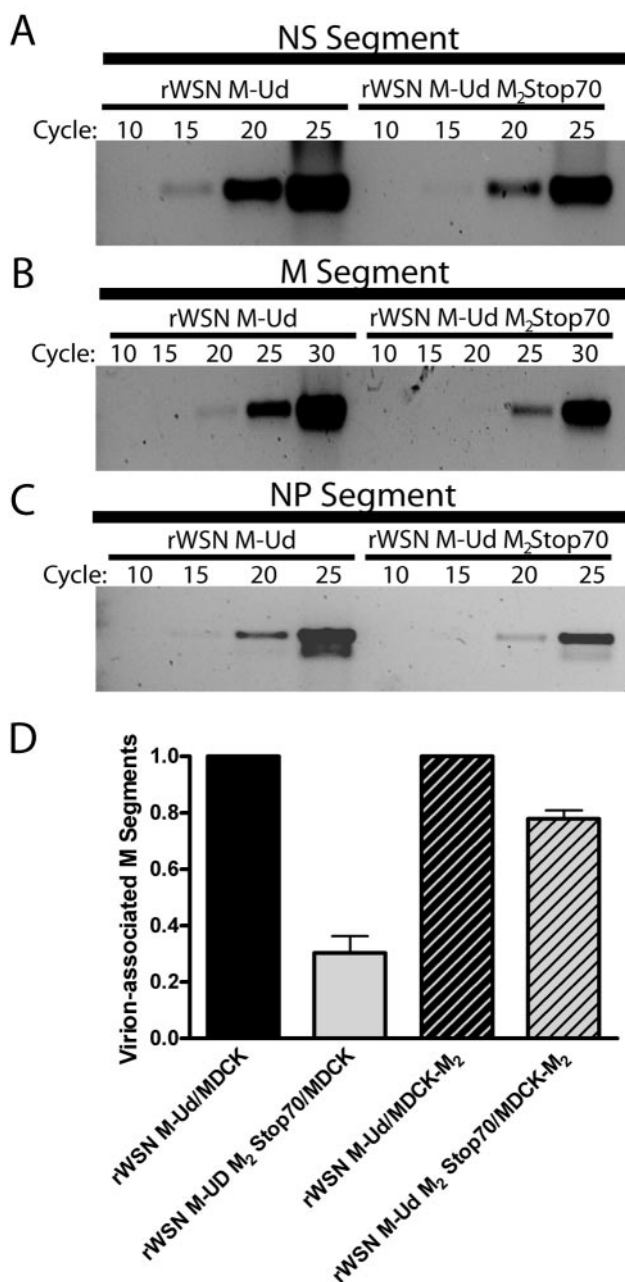 A
NS Segment
rWSN M-Ud rWSN M-Ud M₂Stop70
Cycle: 10 15 20 25 10 15 20 25
B
M Segment
rWSN M-Ud rWSN M-Ud M₂Stop70
Cycle: 10 15 20 25 30 10 15 20 25 30
C
NP Segment
rWSN M-Ud rWSN M-Ud M₂Stop70
Cycle: 10 15 20 25 10 15 20 25
D
Virion-associated M Segments
1.0
0.8
0.6
0.4
0.2
0.0
rWSN M-Ud/MDCK
rWSN M-UD M₂ Stop70/MDCK
rWSN M-Ud/MDCK-M₂
rWSN M-Ud M₂ Stop70/MDCK-M₂